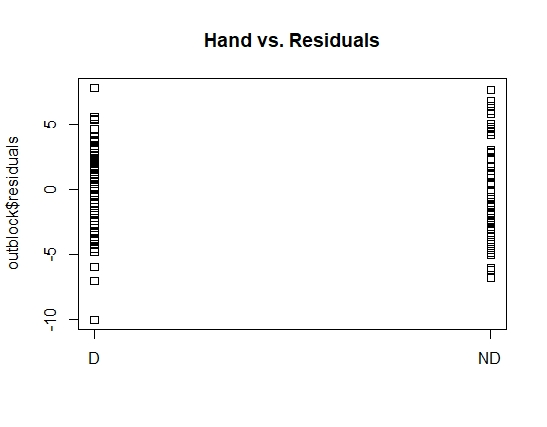 Hand vs. Residuals
outblock$residuals
5
0
-5
-10
D
ND